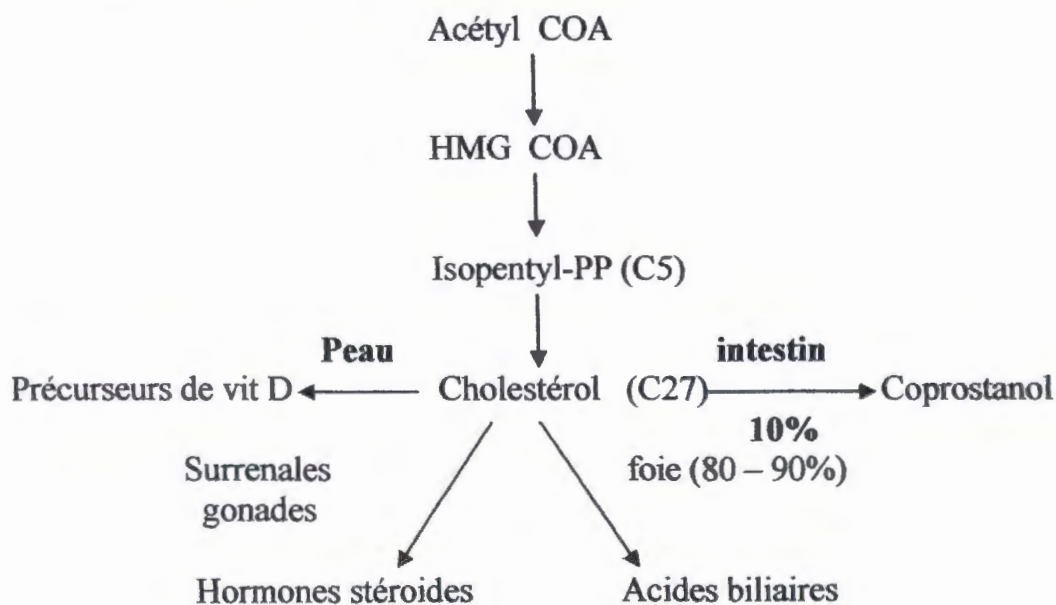 Acétyl COA
HMG COA
Isopentyl-PP (C5)
Peau intestin
Précurseurs de vit D Cholestérol (C27) Coprostanol
10%
Surrenales foie (80 – 90%)
gonades
Hormones stéroides Acides biliaires